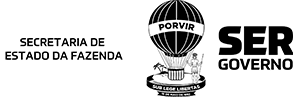 SECRETARIA DE
ESTADO DA FAZENDA
PORVIR
SUB LEGE LIBERTAS
SER
GOVERNO